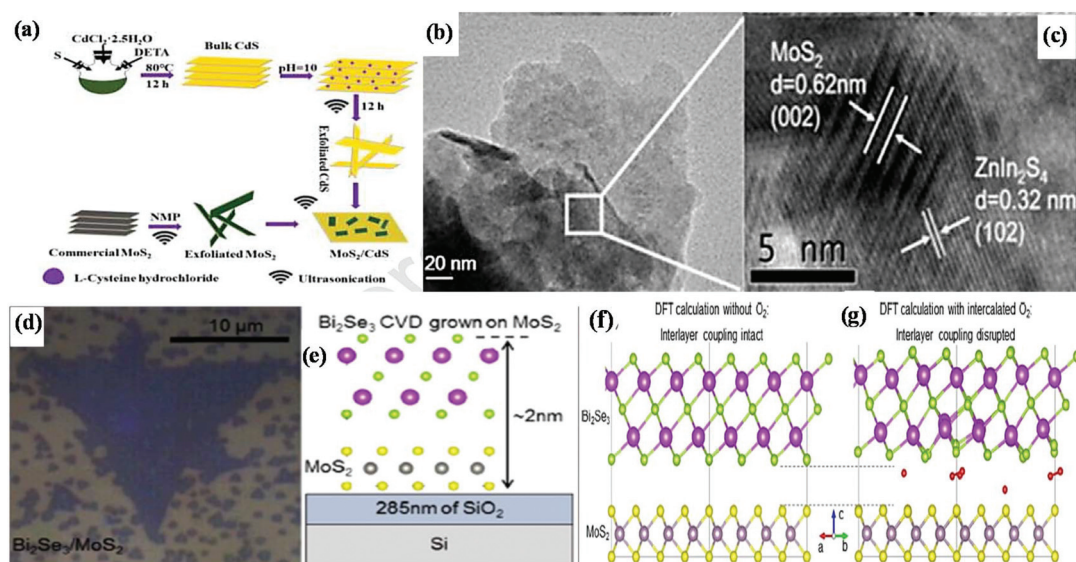 (a)
CdCl₂·2.5H₂O
S
DETA
80°C
12 h
Bulk CdS
pH=10
12 h
Exfoliated CdS
NMP
Commercial MoS₂
Exfoliated MoS₂
MoS₂/CdS
L-Cysteine hydrochloride
Ultrasonication
(b)
20 nm
(c)
MoS₂
d=0.62nm
(002)
ZnIn₂S₄
d=0.32 nm
(102)
5 nm
(d)
10 µm
Bi₂Se₃/MoS₂
(e)
Bi₂Se₃ CVD grown on MoS₂
~2nm
MoS₂
285nm of SiO₂
Si
(f)
DFT calculation without O₂:
Interlayer coupling intact
Bi₂Se₃
MoS₂
c
a
b
(g)
DFT calculation with intercalated O₂:
Interlayer coupling disrupted